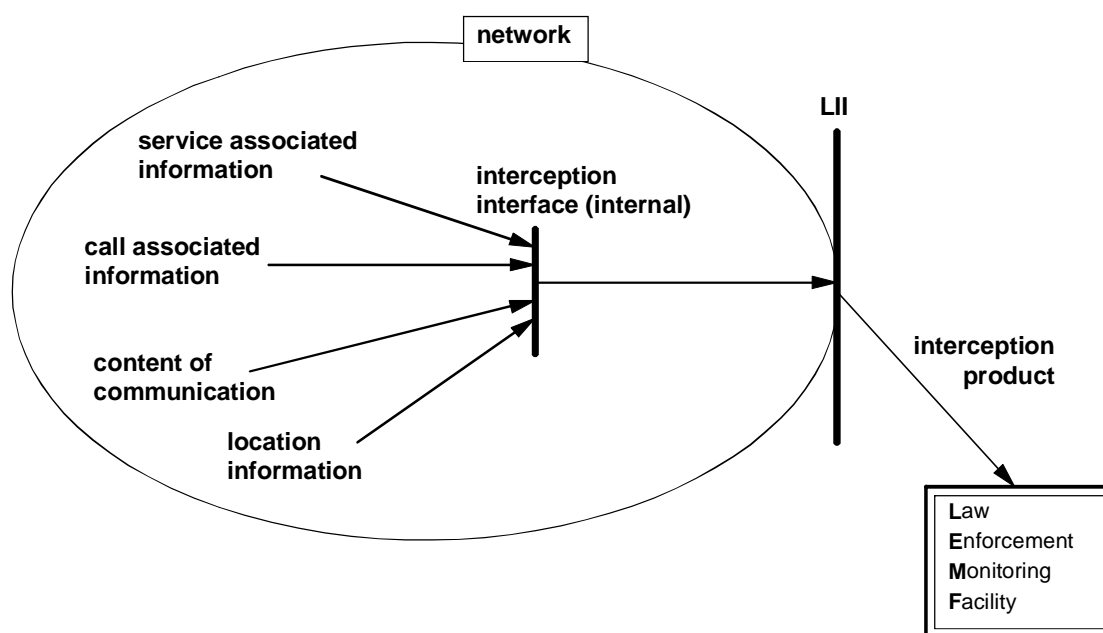 network
LII
service associated
information
interception
interface (internal)
call associated
information
content of
communication
location
information
interception
product
Law
Enforcement
Monitoring
Facility